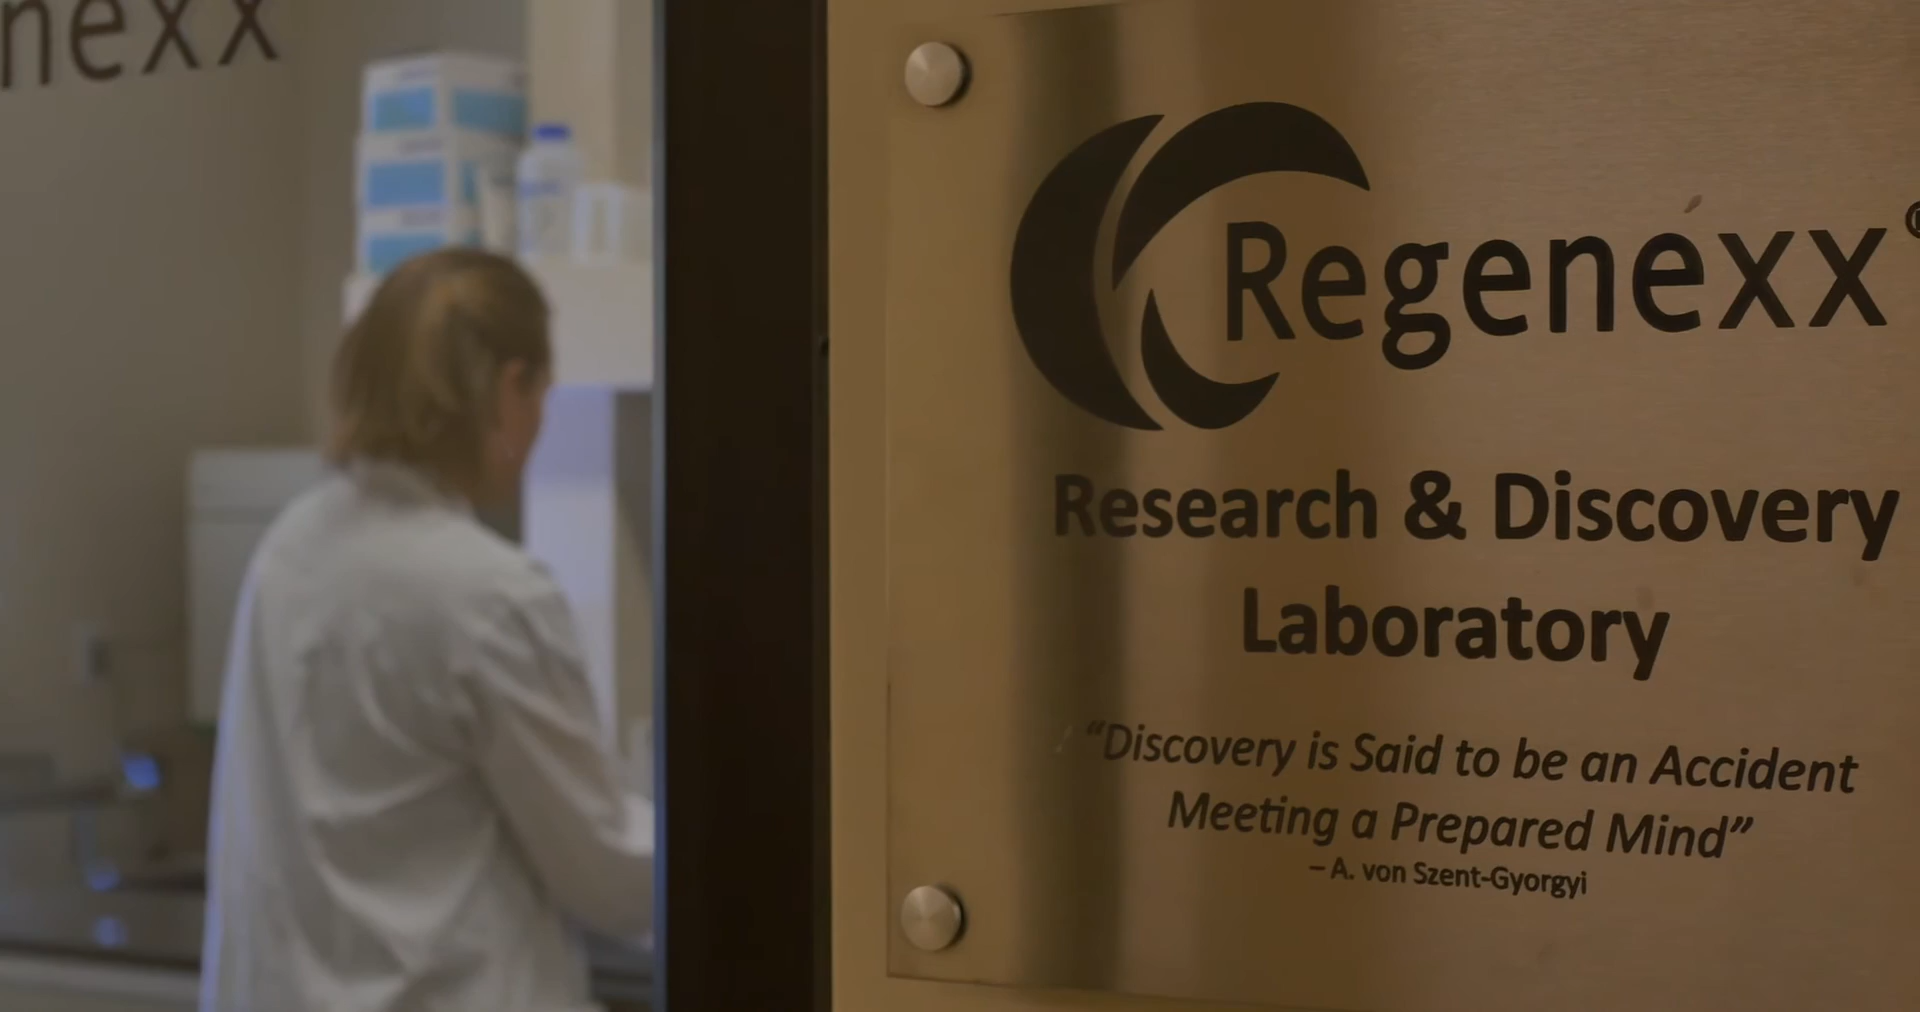 nexx
Regenexx®
Research & Discovery
Laboratory
“Discovery is Said to be an Accident
Meeting a Prepared Mind”
– A. von Szent-Gyorgyi